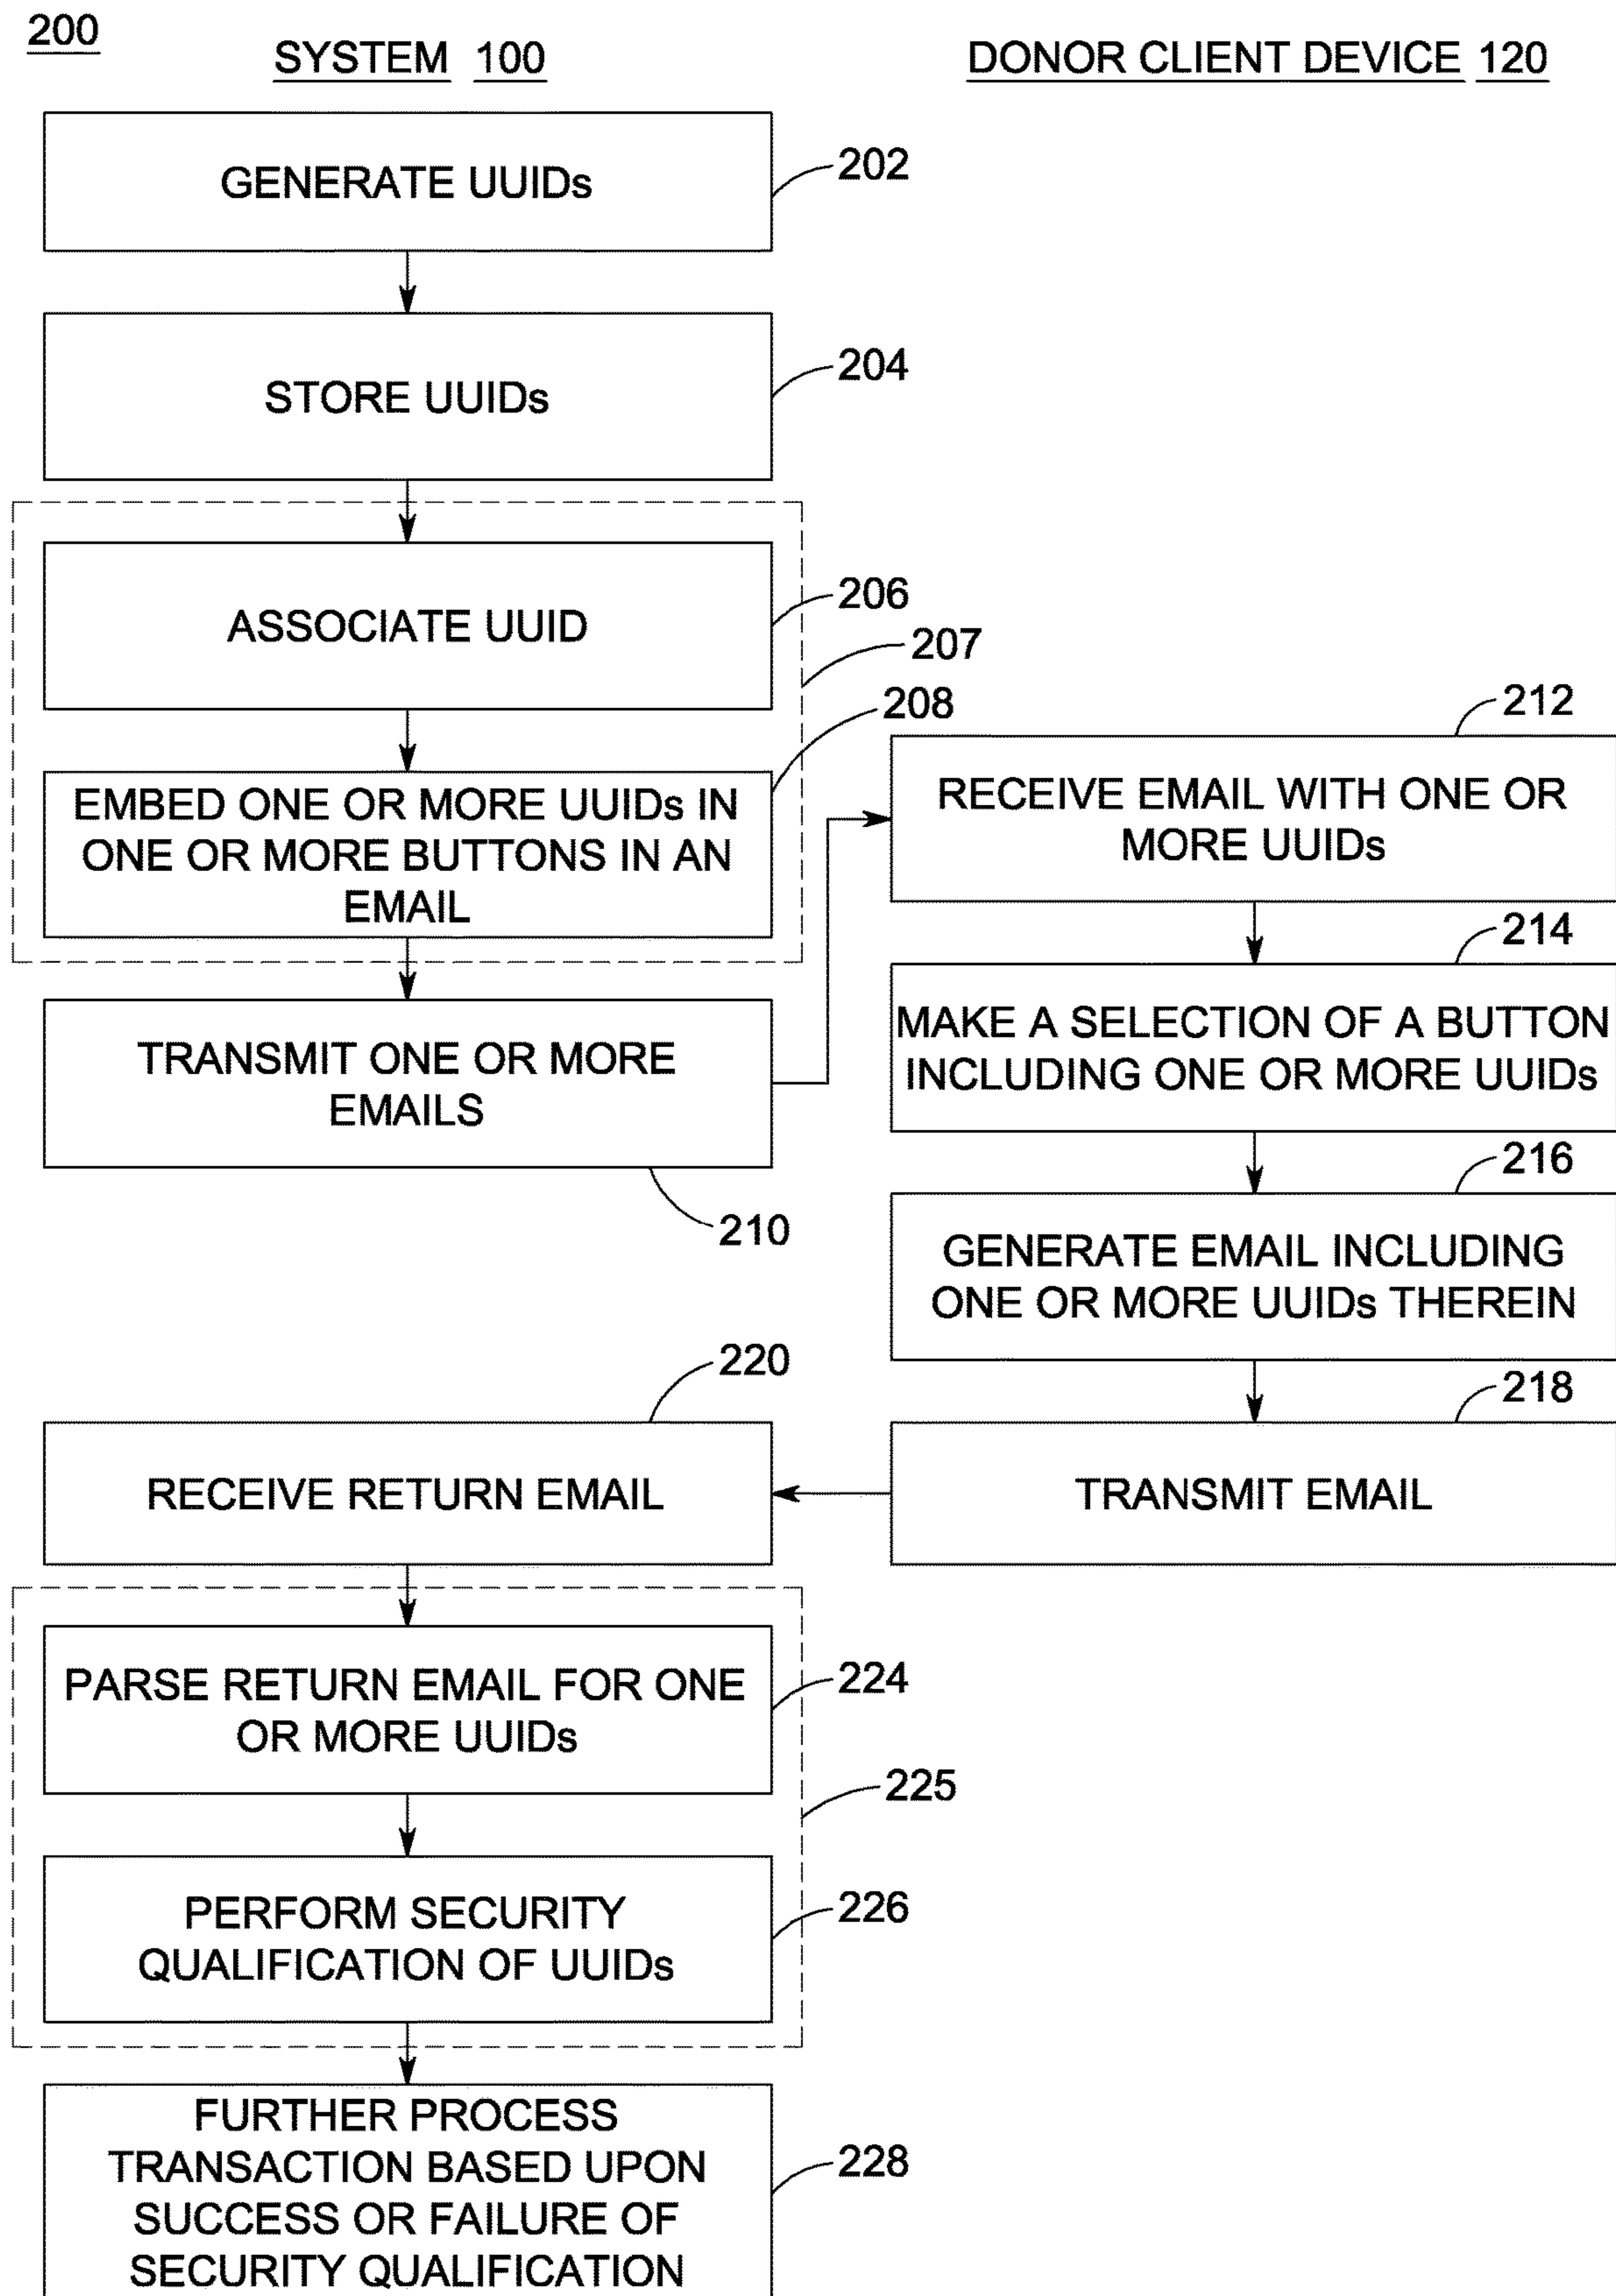 200
SYSTEM 100
DONOR CLIENT DEVICE 120
GENERATE UUIDs
202
STORE UUIDs
204
ASSOCIATE UUID
206
207
EMBED ONE OR MORE UUIDs IN
ONE OR MORE BUTTONS IN AN
EMAIL
208
TRANSMIT ONE OR MORE
EMAILS
210
212
RECEIVE EMAIL WITH ONE OR
MORE UUIDs
214
MAKE A SELECTION OF A BUTTON
INCLUDING ONE OR MORE UUIDs
216
GENERATE EMAIL INCLUDING
ONE OR MORE UUIDs THEREIN
218
TRANSMIT EMAIL
220
RECEIVE RETURN EMAIL
PARSE RETURN EMAIL FOR ONE
OR MORE UUIDs
224
225
PERFORM SECURITY
QUALIFICATION OF UUIDs
226
FURTHER PROCESS
TRANSACTION BASED UPON
SUCCESS OR FAILURE OF
SECURITY QUALIFICATION
228